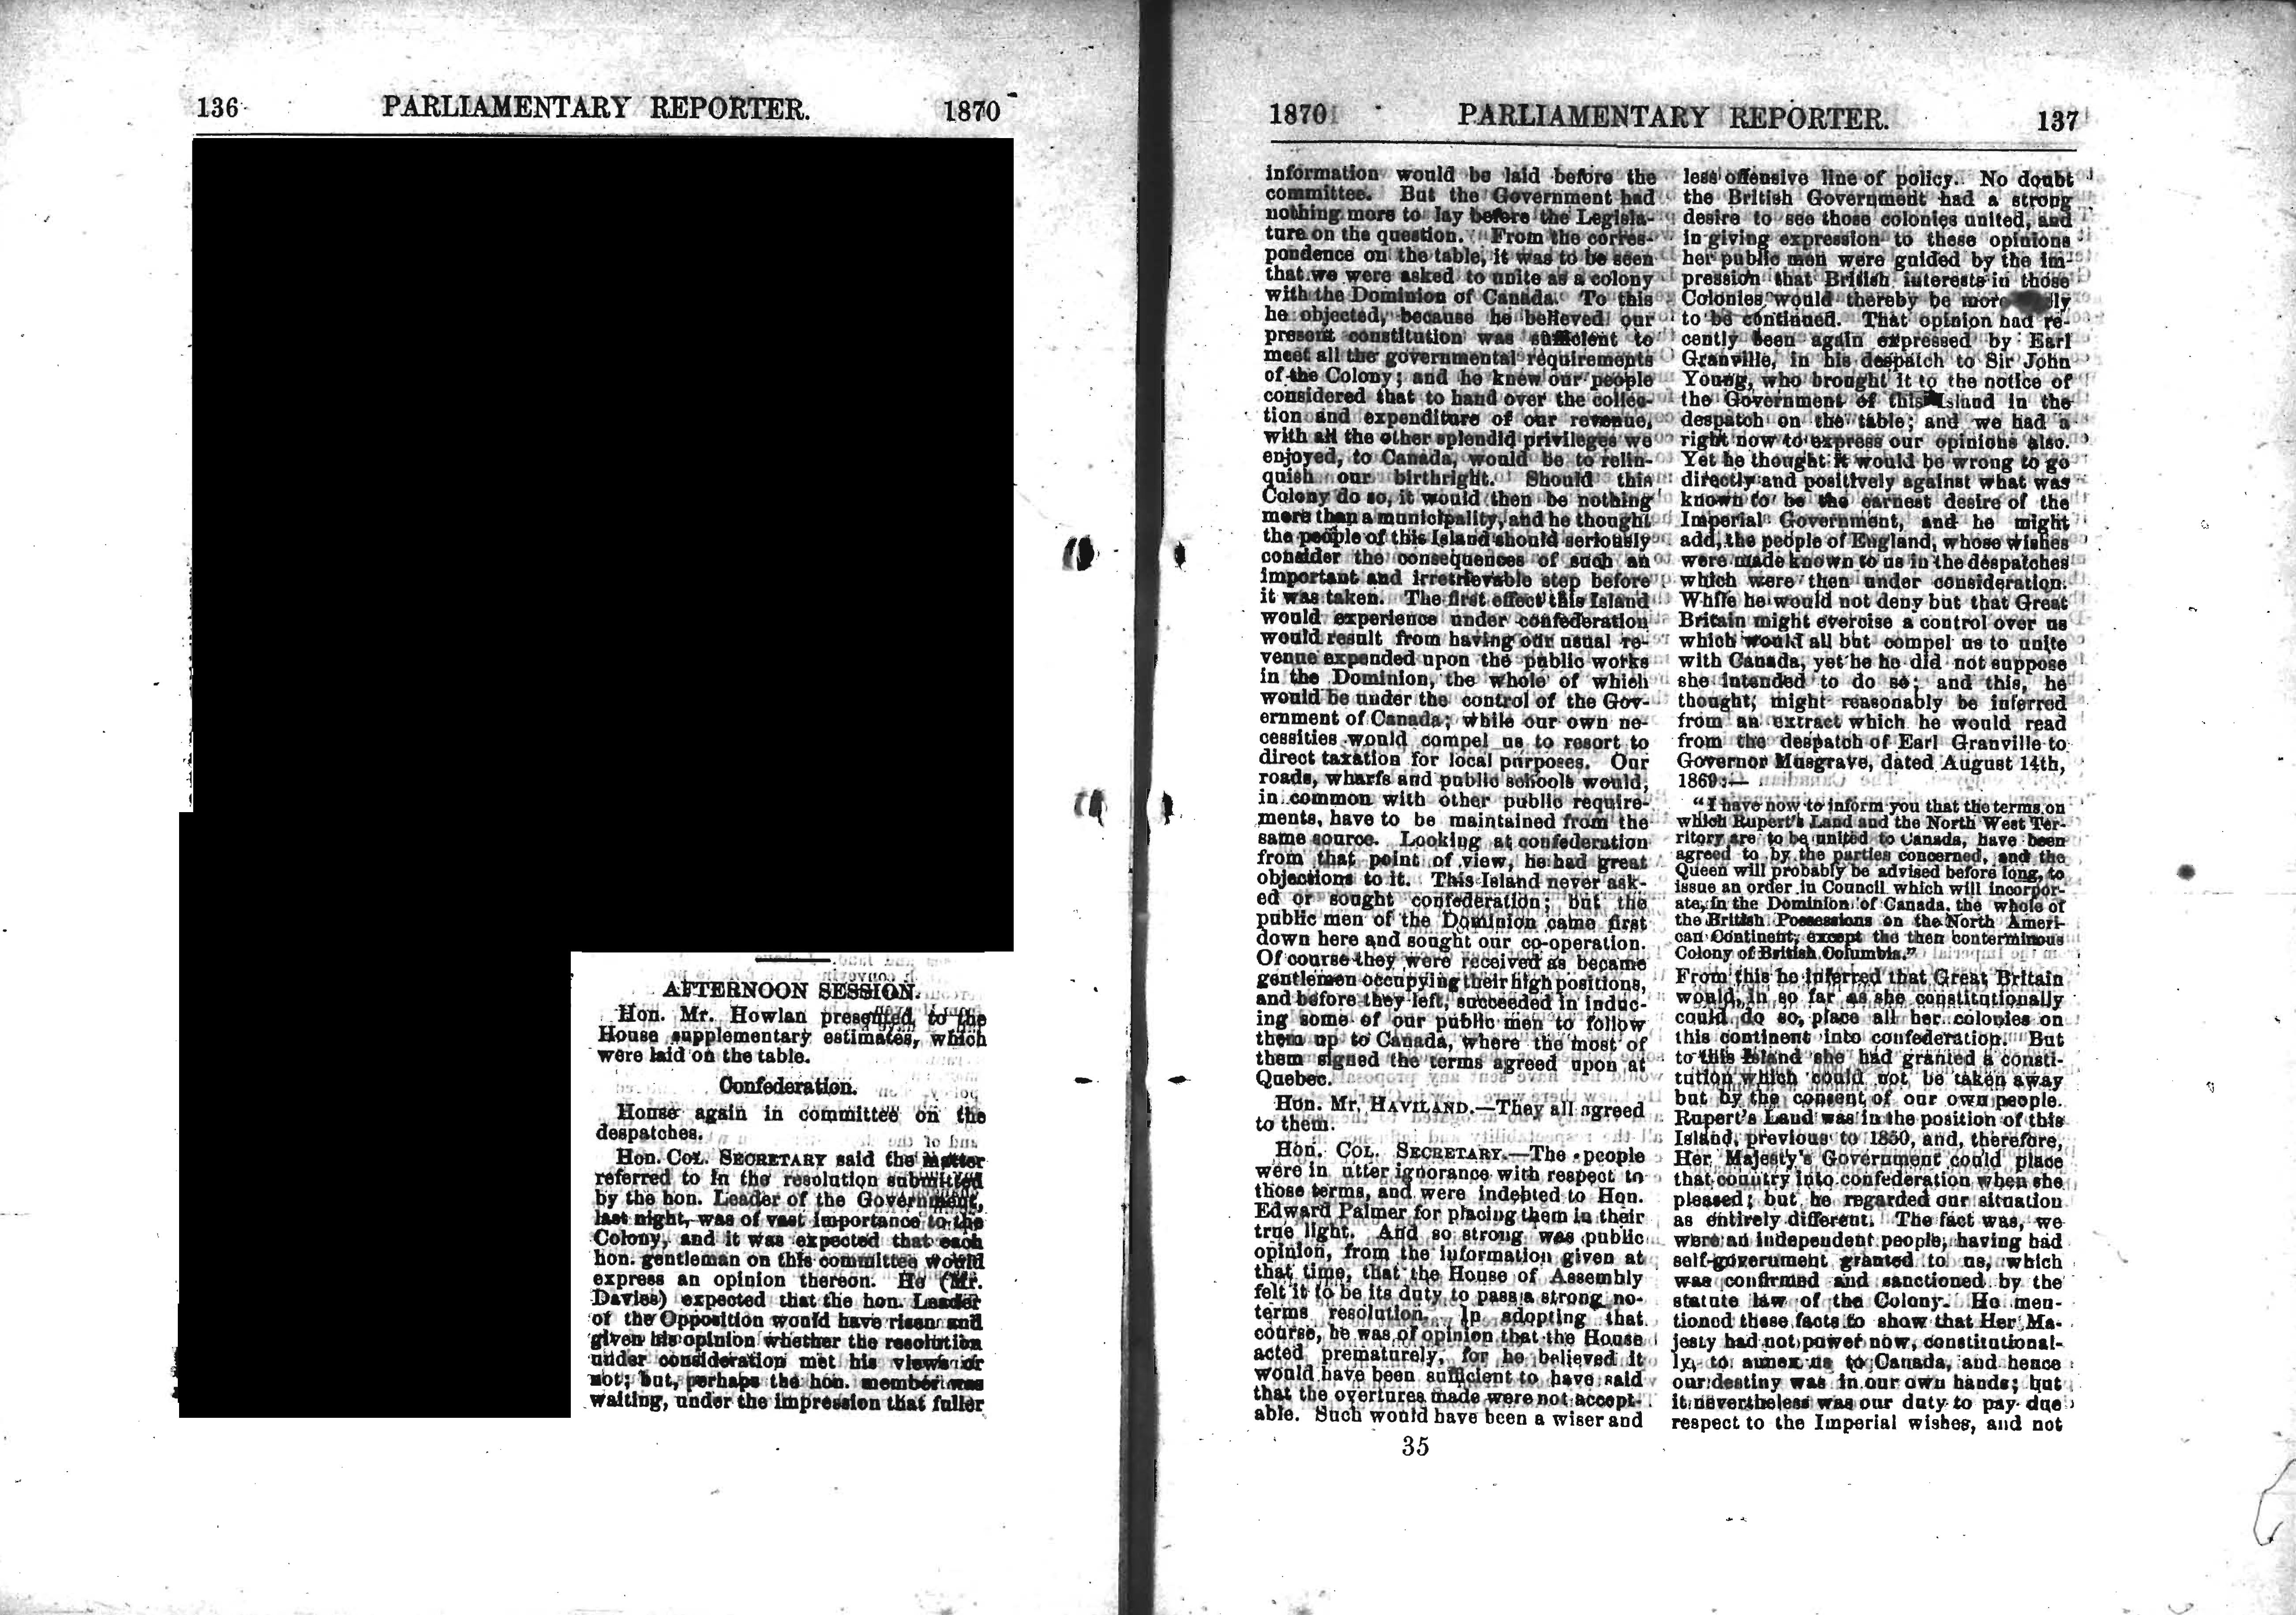 136 PARLIAMENTARY REPORTER. 1870
AFTERNOON SESSION.
Hon. Mr. Howlan presented to the
House supplementary estimates, which
were laid on the table.
Confederation.
House again in committee on the
despatches.
Hon. COL. SECRETARY said the matter
referred to in the resolution submitted
by the hon. Leader of the Government,
last night, was of vast importance to the
Colony, and it was expected that each
hon. gentleman on this committee would
express an opinion thereon. He (Mr.
Davies) expected that the hon. Leader
of the Opposition would have risen and
given his opinion whether the resolution
under consideration met his views or
not; but, perhaps the hon. member was
waiting, under the impression that fuller
1870 PARLIAMENTARY REPORTER. 137
information would be laid before the
committee. But the Government had
nothing more to lay before the Legisla-
ture on the question. From the corres-
pondence on the table, it was to be seen
that we were asked to unite as a colony
with the Dominion of Canada. To this
he objected, because he believed our
present constitution was sufficient to
meet all the governmental requirements
of the Colony; and he knew our people
considered that to hand over the collec-
tion and expenditure of our revenue,
with all the other splendid privileges we
enjoyed, to Canada, would be to relin-
quish our birthright. Should this
Colony do so, it would then be nothing
more than a municipality, and he thought
the people of this Island should seriously
consider the consequences of such an
important and irretrievable step before
it was taken. The first effect this Island
would experience under confederation
would result from having our usual re-
venue expended upon the public works
in the Dominion, the whole of which
would be under the control of the Gov-
ernment of Canada; while our own ne-
cessities would compel us to resort to
direct taxation for local purposes. Our
roads, wharfs and public schools would,
in common with other public require-
ments, have to be maintained from the
same source. Looking at confederation
from that point of view, he had great
objections to it. This Island never ask-
ed or sought confederation; but the
public men of the Dominion came first
down here and sought our co-operation.
Of course they were received as became
gentlemen occupying their high positions,
and before they left, succeeded in induc-
ing some of our public men to follow
them up to Canada, where the most of
them signed the terms agreed upon at
Quebec.
Hon. Mr. HAVILAND.—They all agreed
to them.
Hon. COL. SECRETARY.—The people
were in utter ignorance with respect to
those terms, and were indebted to Hon.
Edward Palmer for placing them in their
true light. And so strong was public
opinion, from the information given at
that time, that the House of Assembly
felt it to be its duty to pass a strong no-
terms resolution. In adopting that
course, he was of opinion that the House
acted prematurely, for he believed it
would have been sufficient to have said
that the overtures made were not accept-
able. Such would have been a wiser and
35
less offensive line of policy. No doubt
the British Government had a strong
desire to see those colonies united, and
in giving expression to these opinions
her public men were guided by the im-
pression that British interests in those
Colonies would thereby be more
to be continued. That opinion had re-
cently been again expressed by Earl
Granville, in his despatch to Sir John
Young, who brought it to the notice of
the Government of this Island in the
despatch on the table; and we had a
right now to express our opinions also.
Yet he thought it would be wrong to go
directly and positively against what was
known to be the earnest desire of the
Imperial Government, and he might
add, the people of England, whose wishes
were made known to us in the despatches
which were then under consideration.
While he would not deny but that Great
Britain might exercise a control over us
which would all but compel us to unite
with Canada, yet he he did not suppose
she intended to do so; and this, he
thought, might reasonably be inferred
from an extract which he would read
from the despatch of Earl Granville to
Governor Musgrave, dated August 14th,
1869:—
"I have now to inform you that the terms on
which Rupert's Land and the North West Ter-
ritory are to be united to Canada, have been
agreed to by the parties concerned, and the
Queen will probably be advised before long, to
issue an order in Council which will incorpor-
ate, in the Dominion of Canada, the whole of
the British Possessions on the North Ameri-
can Continent, except the then conterminous
Colony of British Columbia."
From this he inferred that Great Britain
would, in so far as she constitutionally
could do so, place all her colonies on
this continent into confederation. But
to this Island she had granted a consti-
tution which could not be taken away
but by the consent of our own people.
Rupert's Land was in the position of this
Island, previous to 1850, and, therefore,
Her Majesty's Government could place
that country into confederation when she
pleased; but he regarded our situation
as entirely different. The fact was, we
were an independent people, having had
self-government granted to us, which
was confirmed and sanctioned by the
statute law of the Colony. He men-
tioned these facts to show that Her Ma-
jesty had not power now, constitutional-
ly, to annex us to Canada, and hence
our destiny was in our own hands; but
it nevertheless was our duty to pay due
respect to the Imperial wishes, and not